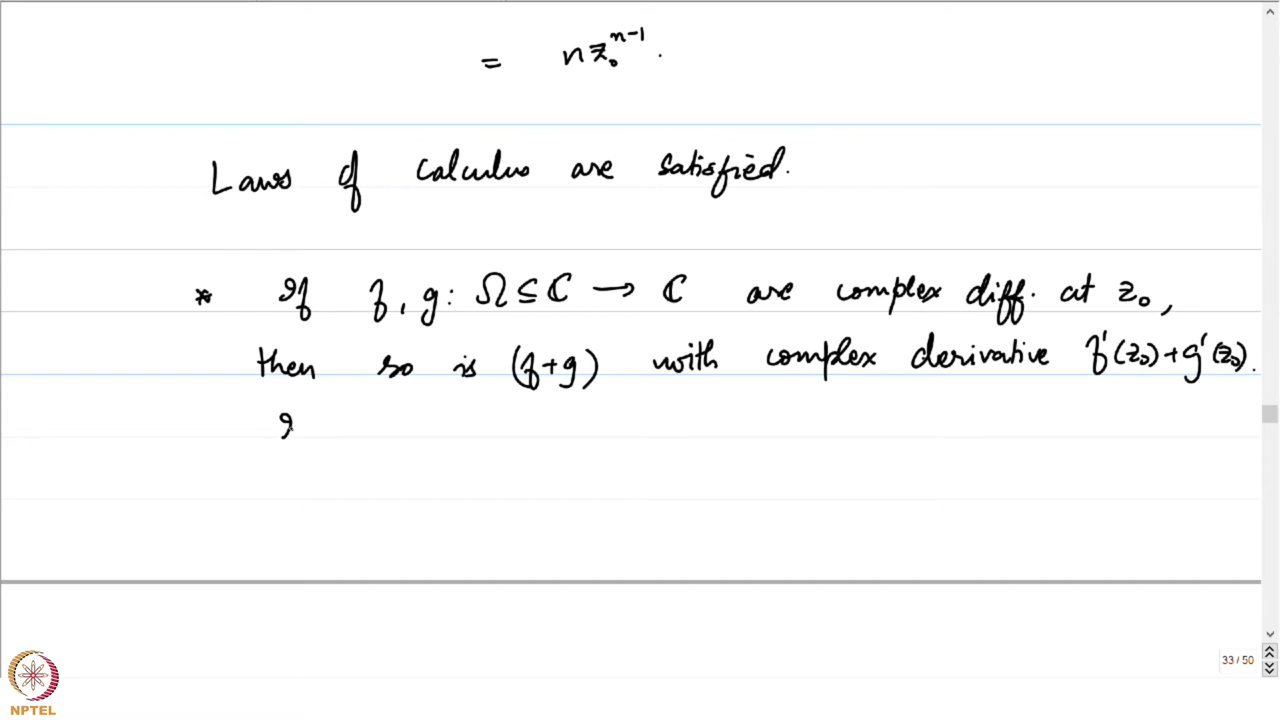 = n z₀ⁿ⁻¹.
Laws of calculus are satisfied.
* If f, g: Ω ⊆ ℂ → ℂ are complex diff. at z₀,
then so is (f+g) with complex derivative f'(z₀)+g'(z₀).
33 / 50
NPTEL